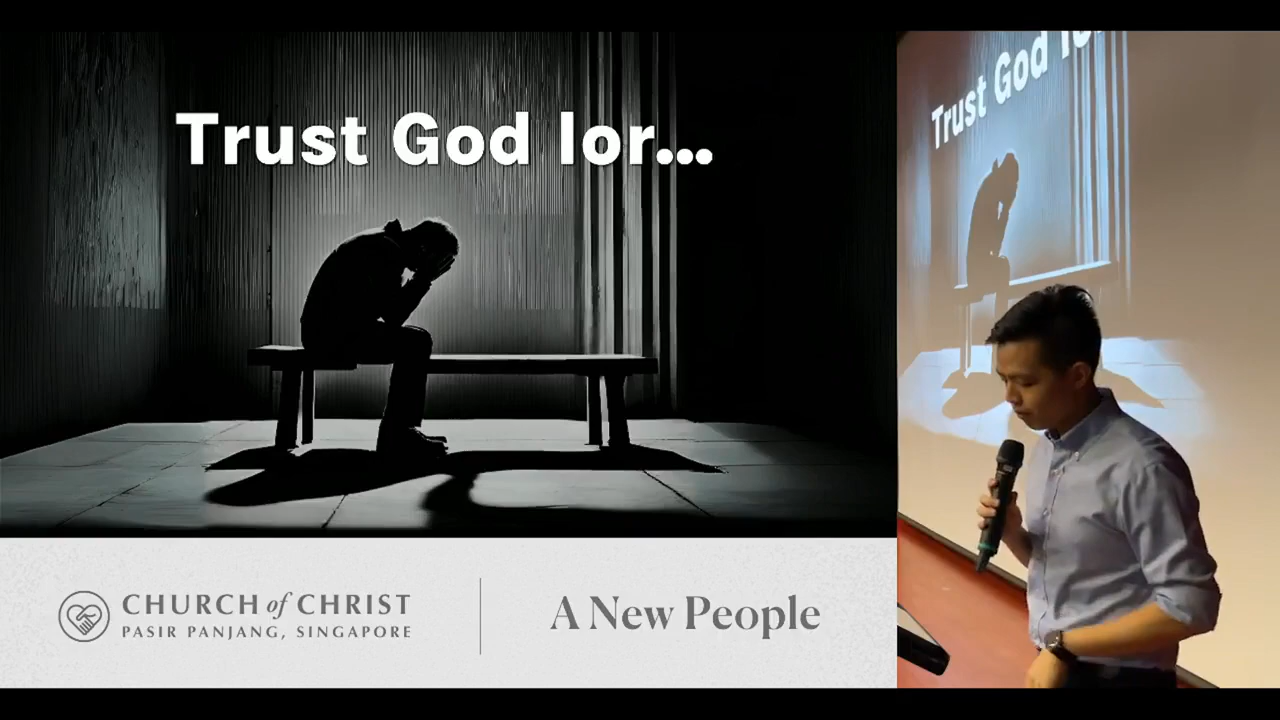 Trust God lor...
Trust God lo
CHURCH of CHRIST
PASIR PANJANG, SINGAPORE
A New People